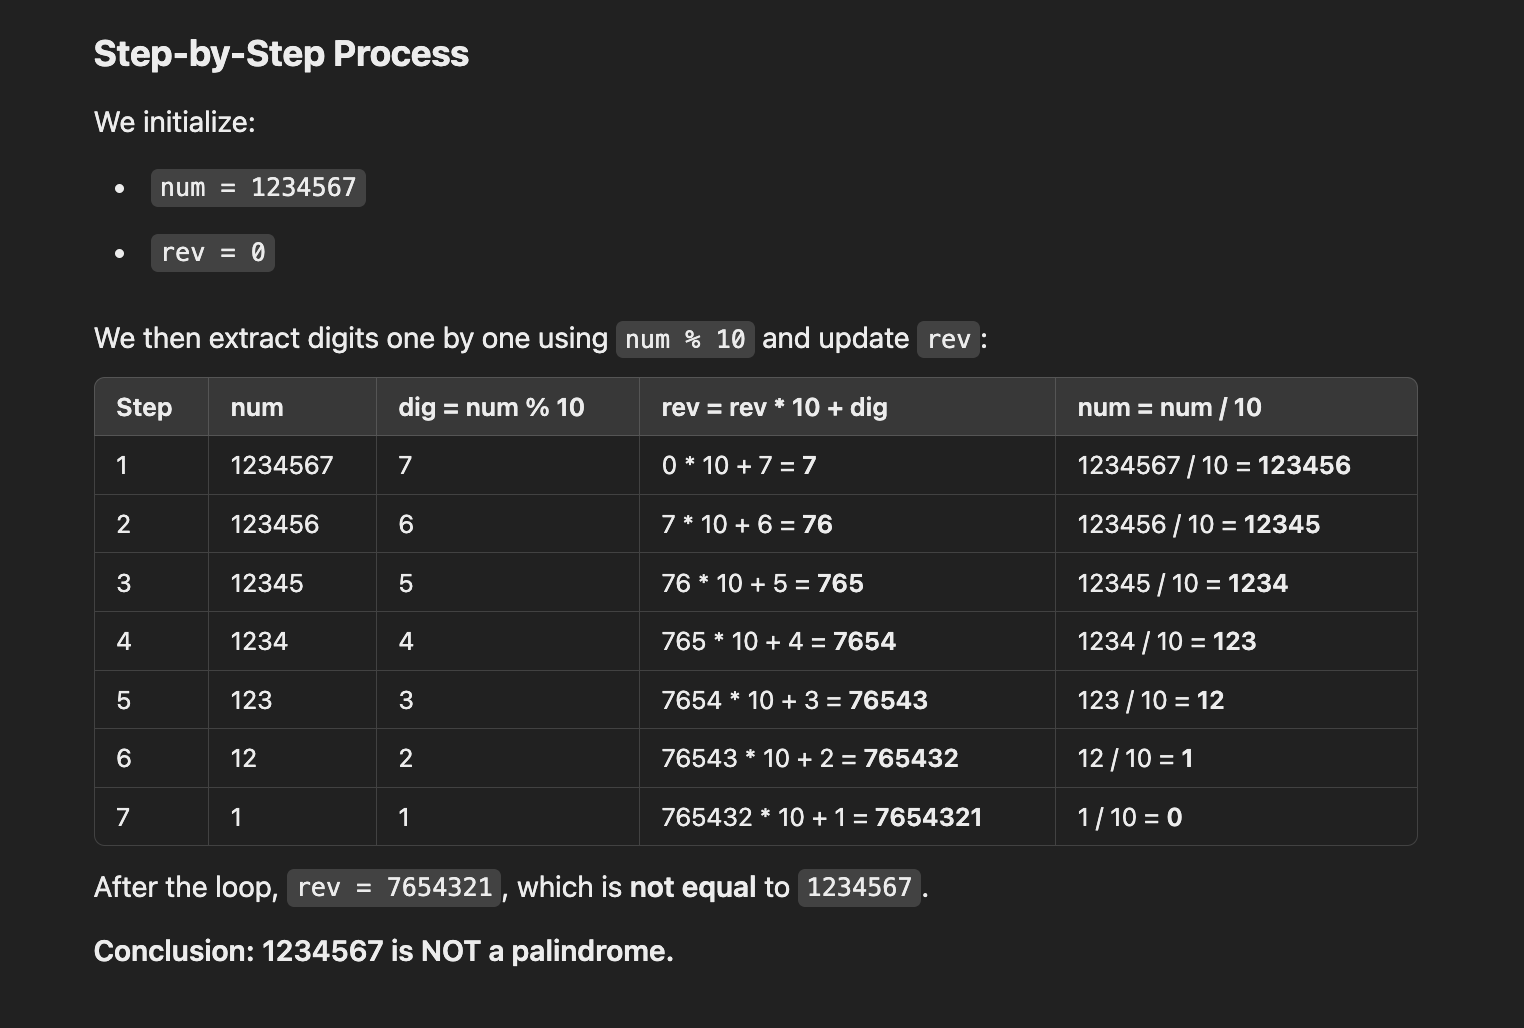 Step-by-Step Process
We initialize:
• num = 1234567
• rev = 0
We then extract digits one by one using num % 10 and update rev:
Step num dig = num % 10 rev = rev * 10 + dig num = num / 10
1 1234567 7 0 * 10 + 7 = 7 1234567 / 10 = 123456
2 123456 6 7 * 10 + 6 = 76 123456 / 10 = 12345
3 12345 5 76 * 10 + 5 = 765 12345 / 10 = 1234
4 1234 4 765 * 10 + 4 = 7654 1234 / 10 = 123
5 123 3 7654 * 10 + 3 = 76543 123 / 10 = 12
6 12 2 76543 * 10 + 2 = 765432 12 / 10 = 1
7 1 1 765432 * 10 + 1 = 7654321 1 / 10 = 0
After the loop, rev = 7654321, which is not equal to 1234567.
Conclusion: 1234567 is NOT a palindrome.